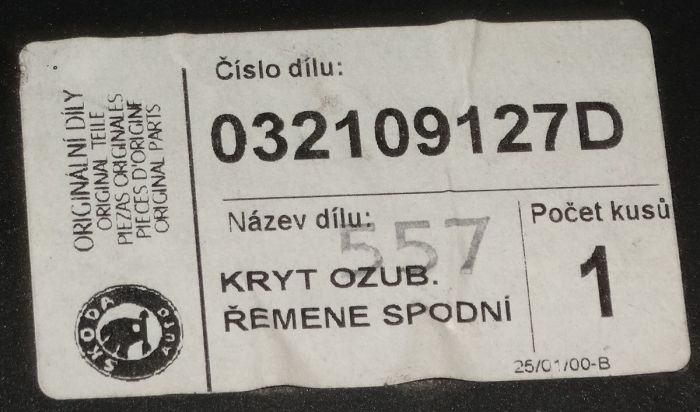 ORIGINÁLNÍ DÍLY
ORIGINAL TEILE
PIEZAS ORIGINALES
PIECES D'ORIGINE
ORIGINAL PARTS
ŠKODA
AUTO
Číslo dílu:
032109127D
Název dílu:
557
KRYT OZUB.
ŘEMENE SPODNÍ
Počet kusů
1
25/01/00-B